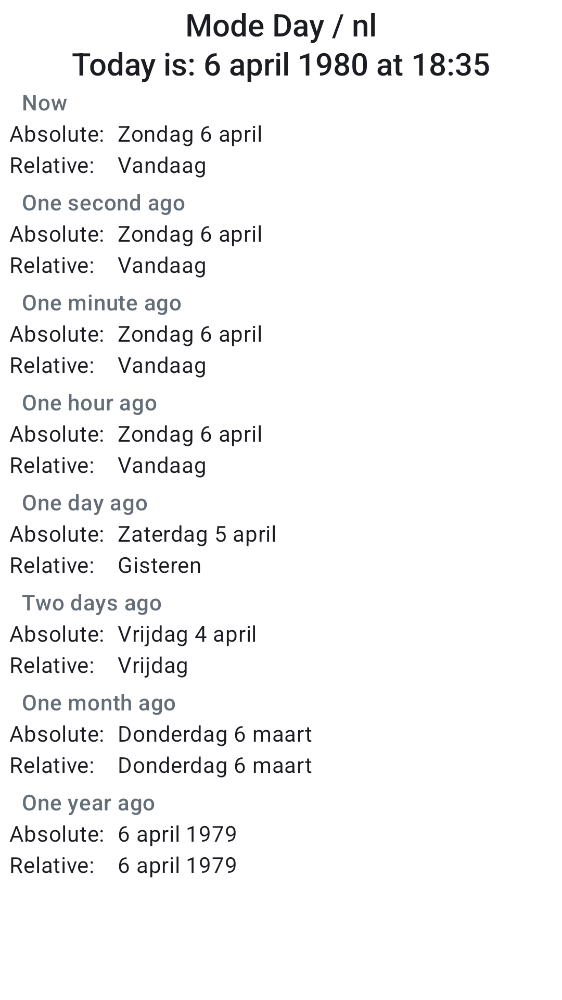 Mode Day / nl
Today is: 6 april 1980 at 18:35
Now
Absolute: Zondag 6 april
Relative: Vandaag
One second ago
Absolute: Zondag 6 april
Relative: Vandaag
One minute ago
Absolute: Zondag 6 april
Relative: Vandaag
One hour ago
Absolute: Zondag 6 april
Relative: Vandaag
One day ago
Absolute: Zaterdag 5 april
Relative: Gisteren
Two days ago
Absolute: Vrijdag 4 april
Relative: Vrijdag
One month ago
Absolute: Donderdag 6 maart
Relative: Donderdag 6 maart
One year ago
Absolute: 6 april 1979
Relative: 6 april 1979